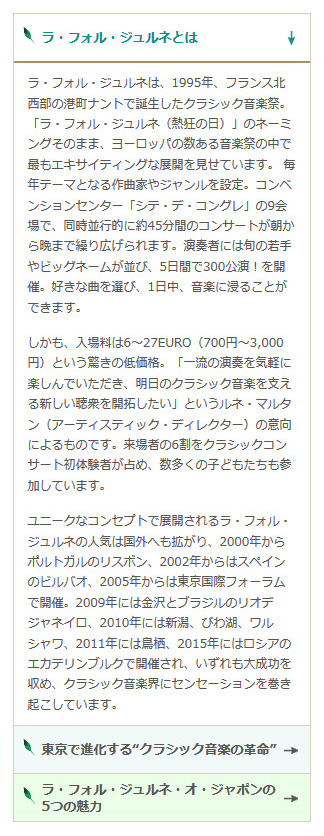 ラ・フォル・ジュルネとは
ラ・フォル・ジュルネは、1995年、フランス北
西部の港町ナントで誕生したクラシック音楽祭。
「ラ・フォル・ジュルネ（熱狂の日）」のネーミ
ングそのまま、ヨーロッパの数ある音楽祭の中で
最もエキサイティングな展開を見せています。 毎
年テーマとなる作曲家やジャンルを設定。コンベ
ンションセンター「シテ・デ・コングレ」の9会
場で、同時並行的に約45分間のコンサートが朝か
ら晩まで繰り広げられます。演奏者には旬の若手
やビッグネームが並び、5日間で300公演！を開
催。好きな曲を選び、1日中、音楽に浸ることが
できます。
しかも、入場料は6～27EURO（700円～3,000
円）という驚きの低価格。「一流の演奏を気軽に
楽しんでいただき、明日のクラシック音楽を支え
る新しい聴衆を開拓したい」というルネ・マルタ
ン（アーティスティック・ディレクター）の意向
によるものです。来場者の6割をクラシックコン
サート初体験者が占め、数多くの子どもたちも参
加しています。
ユニークなコンセプトで展開されるラ・フォル・
ジュルネの人気は国外へも拡がり、2000年から
ポルトガルのリスボン、2002年からはスペイン
のビルバオ、2005年からは東京国際フォーラム
で開催。2009年には金沢とブラジルのリオデ
ジャネイロ、2010年には新潟、びわ湖、ワル
シャワ、2011年には鳥栖、2015年にはロシアの
エカテリンブルクで開催され、いずれも大成功を
収め、クラシック音楽界にセンセーションを巻き
起こしています。
東京で進化する“クラシック音楽の革命”
ラ・フォル・ジュルネ・オ・ジャポンの
5つの魅力